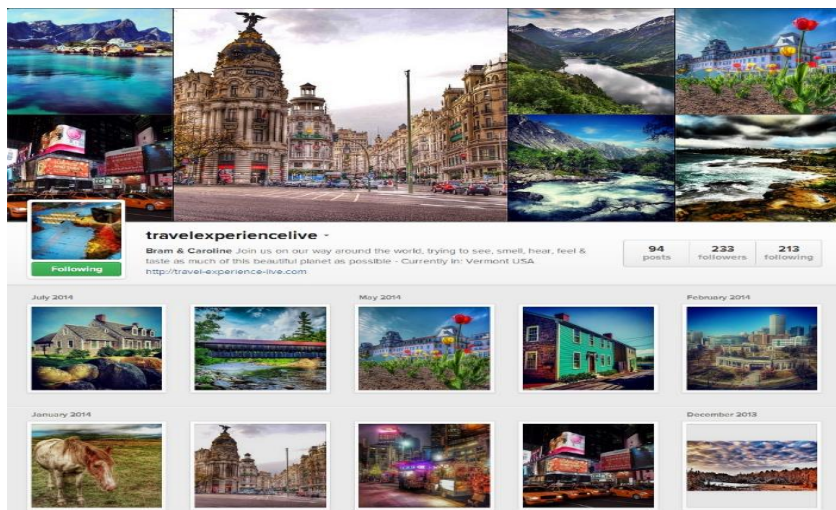 travelexperiencelive
Bram & Caroline Join us on our way around the world, trying to see, smell, hear, feel &
taste as much of this beautiful planet as possible - Currently in: Vermont USA
http://travel-experience-live.com
Following
94
posts
233
followers
213
following
July 2014
May 2014
February 2014
January 2014
December 2013